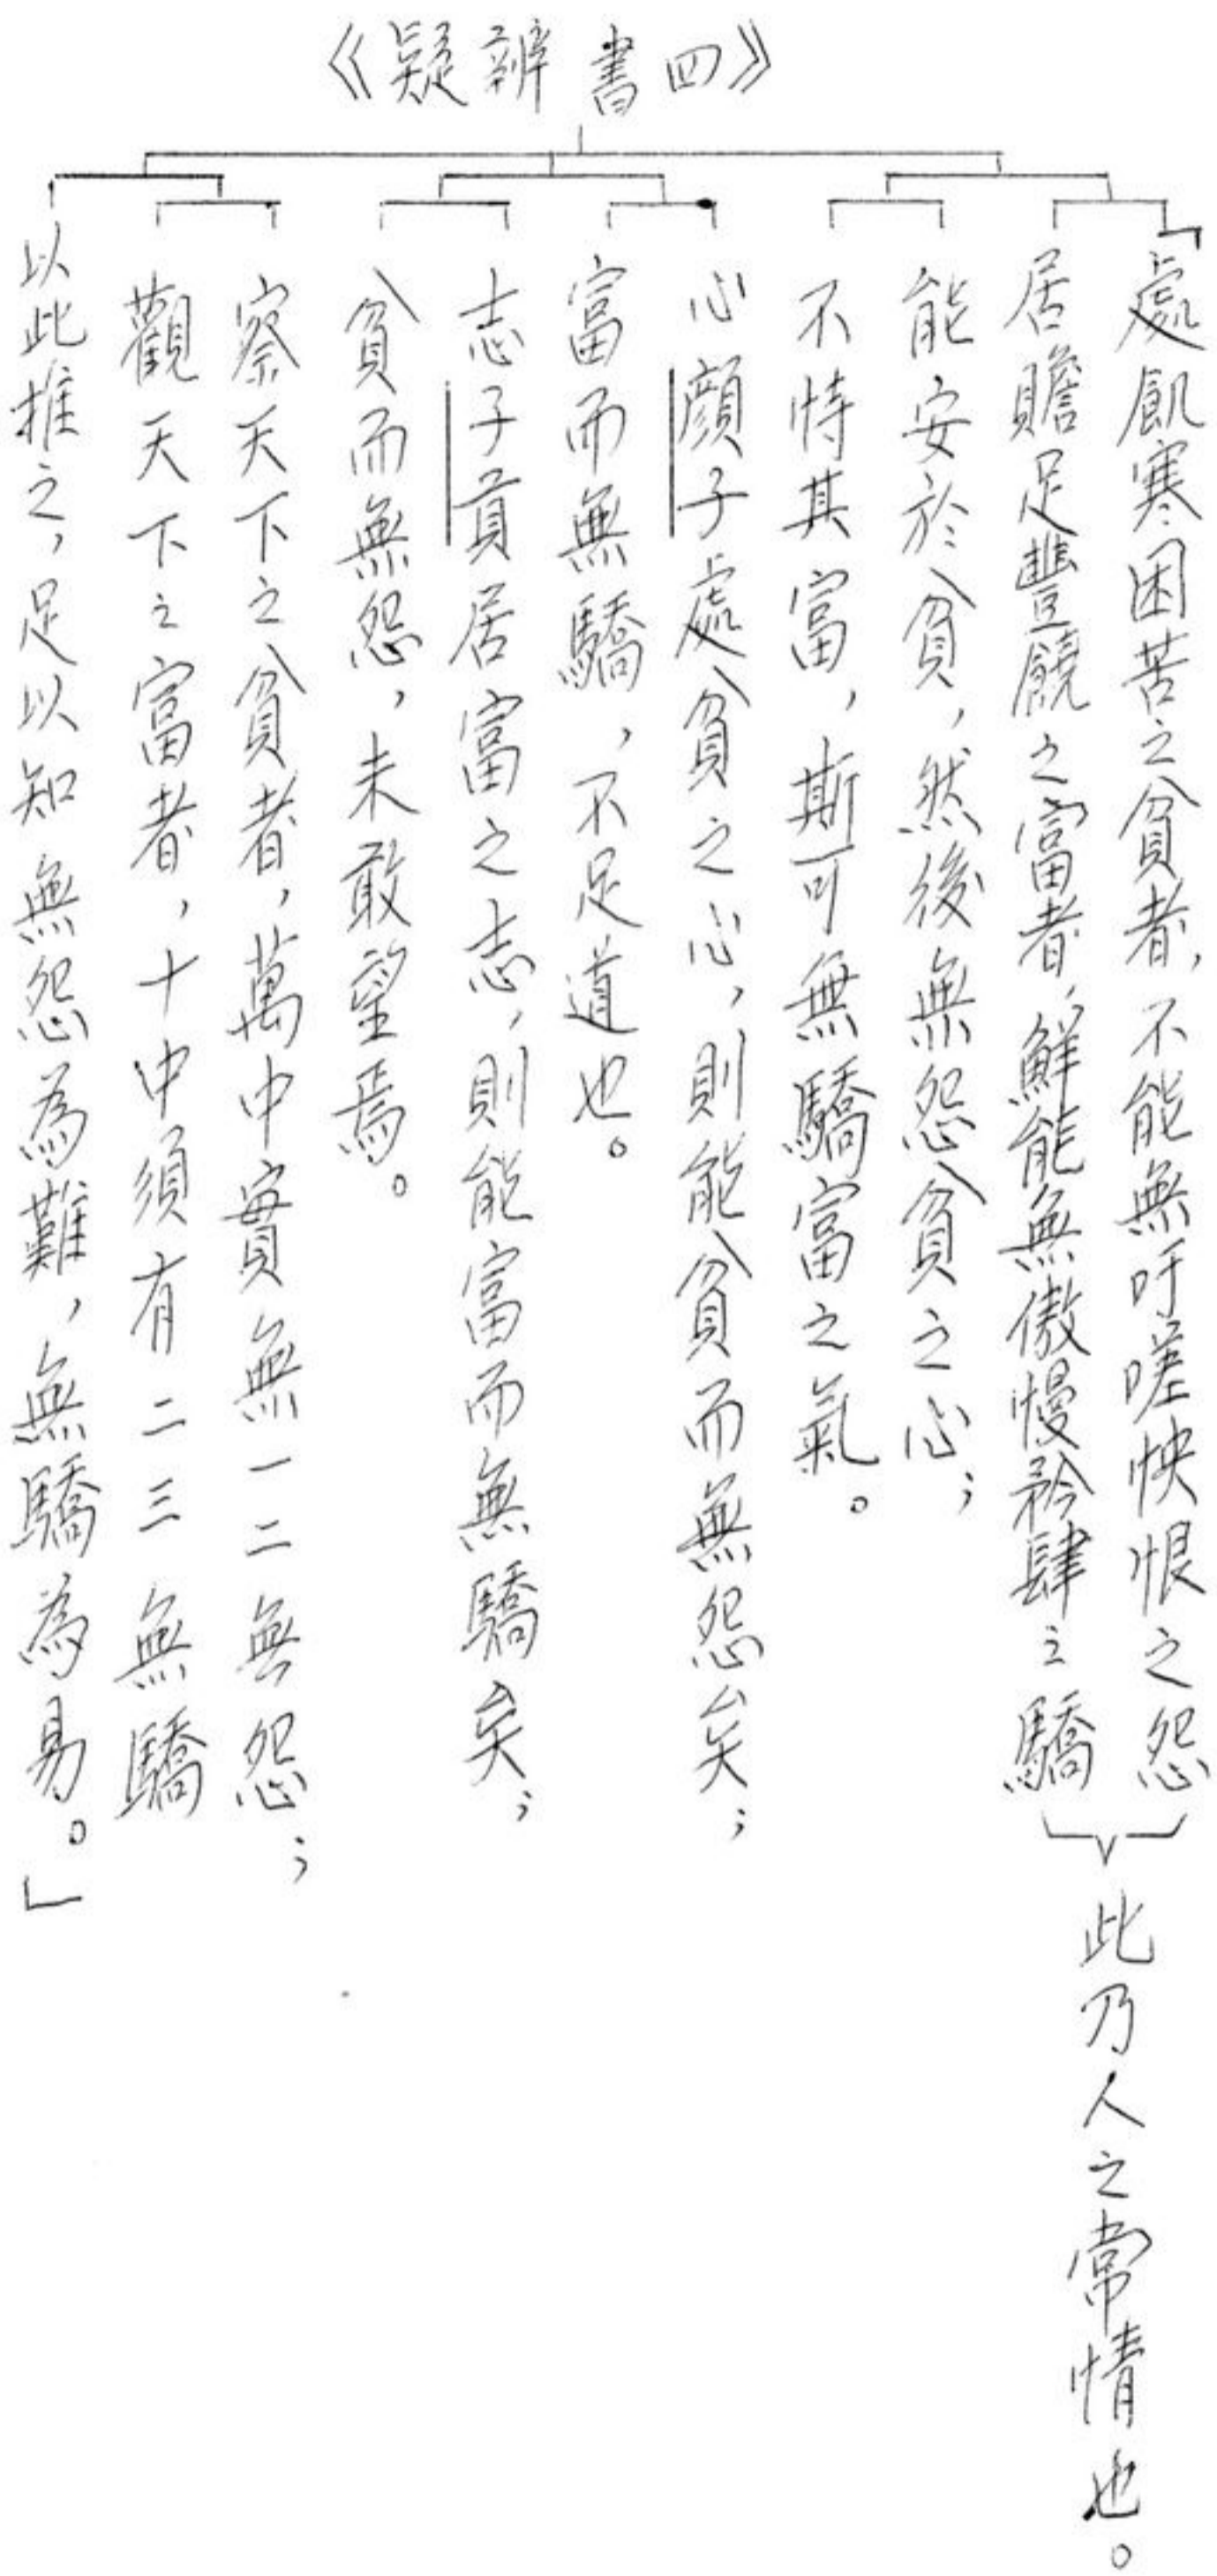 《四書辨疑》
「處飢寒困苦之貧者,不能無吁嗟怏恨之怨
居贍足豐饒之富者,鮮能無傲慢矜肆之驕
此乃人之常情也。
能安於貧,然後無怨貧之心;
不恃其富,斯可無驕富之氣。
心顏子處貧之心,則能貧而無怨矣;
富而無驕,不足道也。
志子貢居富之志,則能富而無驕矣;
貧而無怨,未敢望焉。
察天下之貧者,萬中實無一二無怨;
觀天下之富者,十中須有二三無驕
以此推之,足以知無怨為難,無驕為易。」